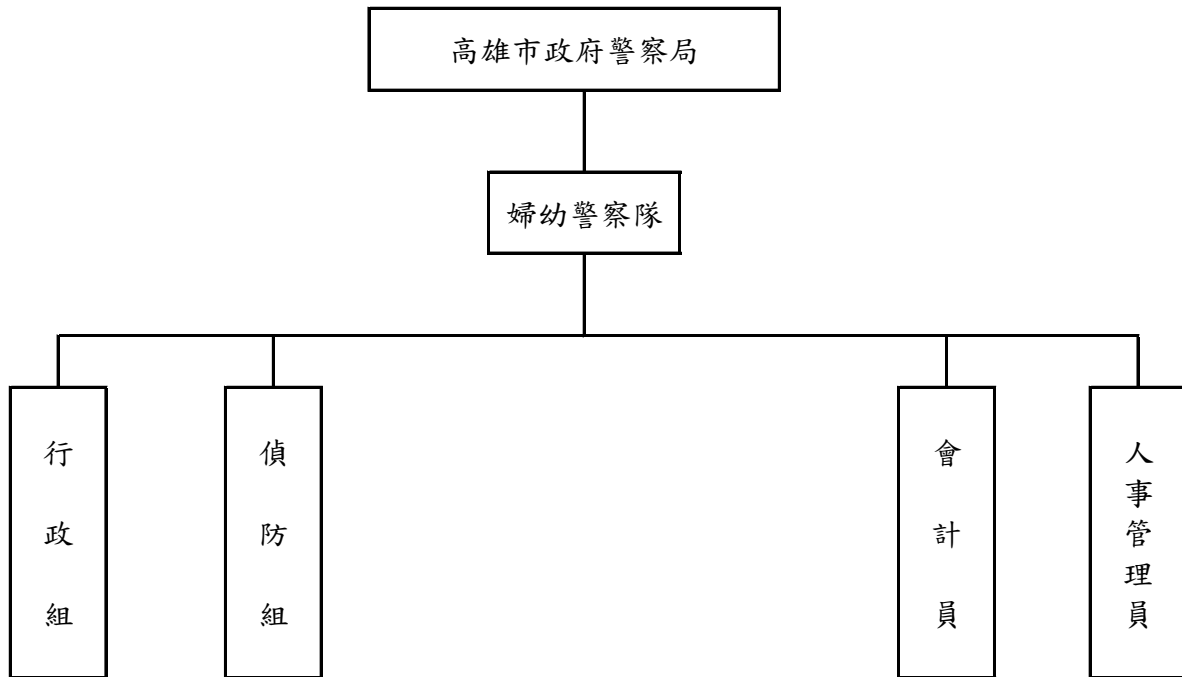 高雄市政府警察局
婦幼警察隊
行政組
偵防組
會計員
人事管理員